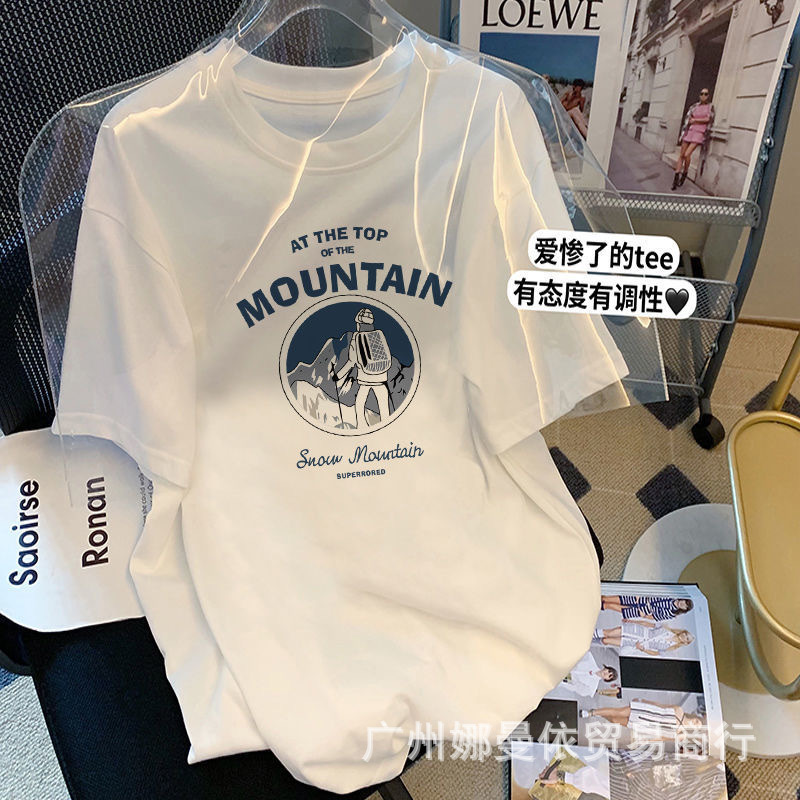 LOEWE
AT THE TOP
OF THE
MOUNTAIN
Snow Mountain
SUPERRORED
爱惨了的tee
有态度有调性🖤
Saoirse
Ronan
广州娜曼依贸易商行